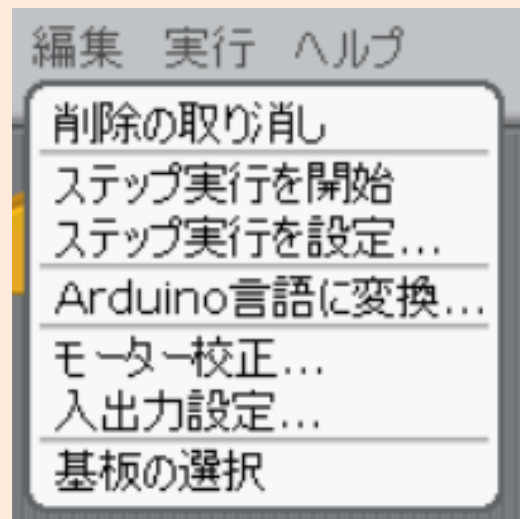 編集 実行 ヘルプ
削除の取り消し
ステップ実行を開始
ステップ実行を設定...
Arduino言語に変換...
モーター校正...
入出力設定...
基板の選択